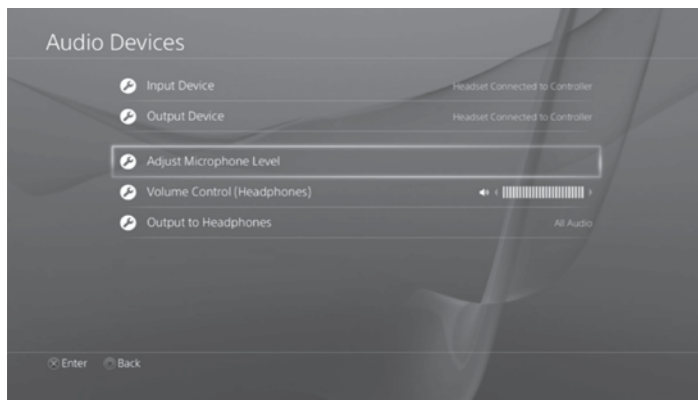 Audio Devices
Input Device Headset Connected to Controller
Output Device Headset Connected to Controller
Adjust Microphone Level
Volume Control (Headphones)
Output to Headphones All Audio
Enter Back